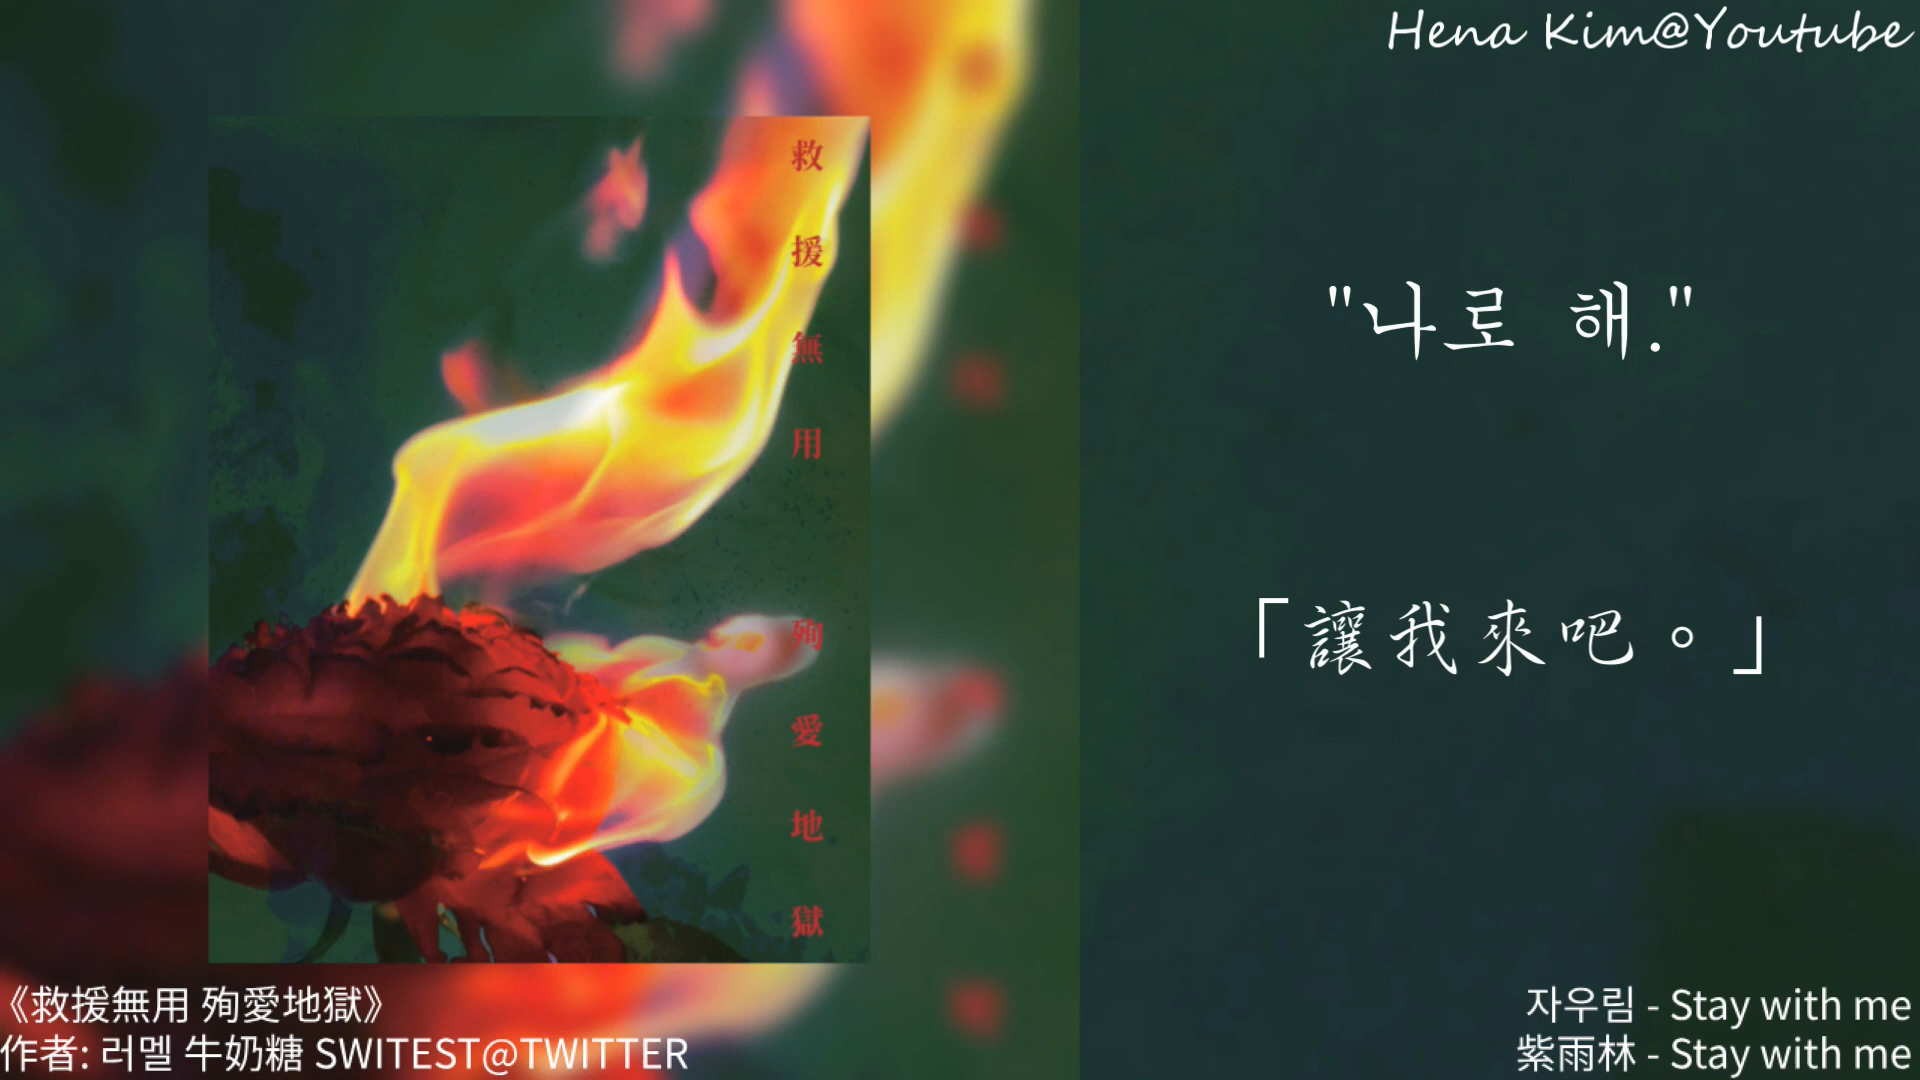 Hena Kim@Youtube
救援無用 殉愛地獄
"나로 해."
「讓我來吧。」
《救援無用 殉愛地獄》
作者: 러멜 牛奶糖 SWITEST@TWITTER
자우림 - Stay with me
紫雨林 - Stay with me